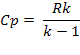 Cp = Rk / k − 1